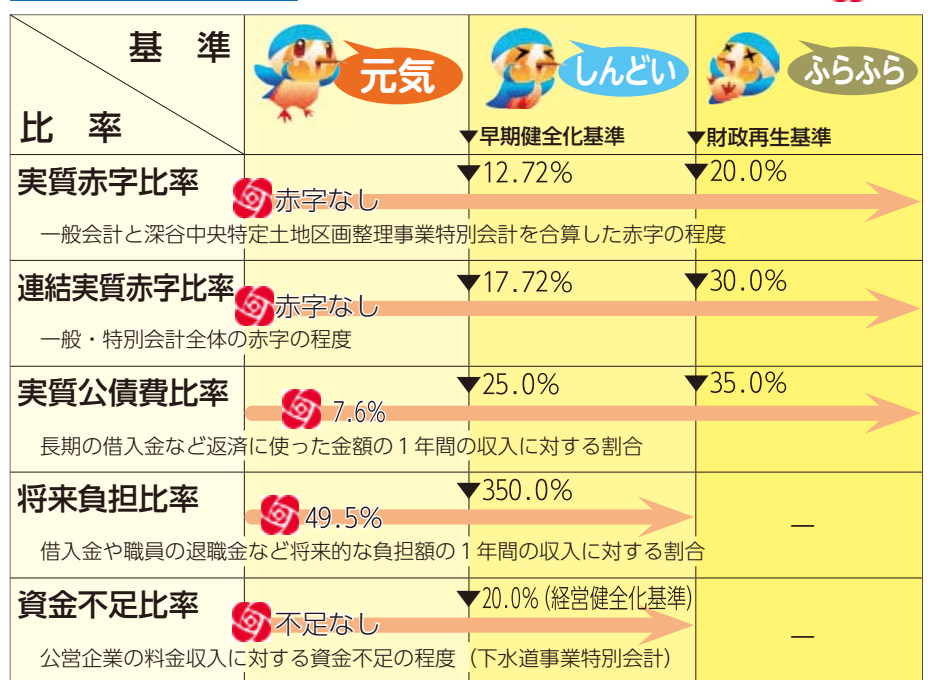 基　準
比　率
元気
しんどい
ふらふら
▼早期健全化基準
▼財政再生基準
実質赤字比率
赤字なし
▼12.72%
▼20.0%
一般会計と深谷中央特定土地区画整理事業特別会計を合算した赤字の程度
連結実質赤字比率
赤字なし
▼17.72%
▼30.0%
一般・特別会計全体の赤字の程度
実質公債費比率
7.6%
▼25.0%
▼35.0%
長期の借入金など返済に使った金額の１年間の収入に対する割合
将来負担比率
49.5%
▼350.0%
―
借入金や職員の退職金など将来的な負担額の１年間の収入に対する割合
資金不足比率
不足なし
▼20.0%(経営健全化基準)
―
公営企業の料金収入に対する資金不足の程度（下水道事業特別会計）